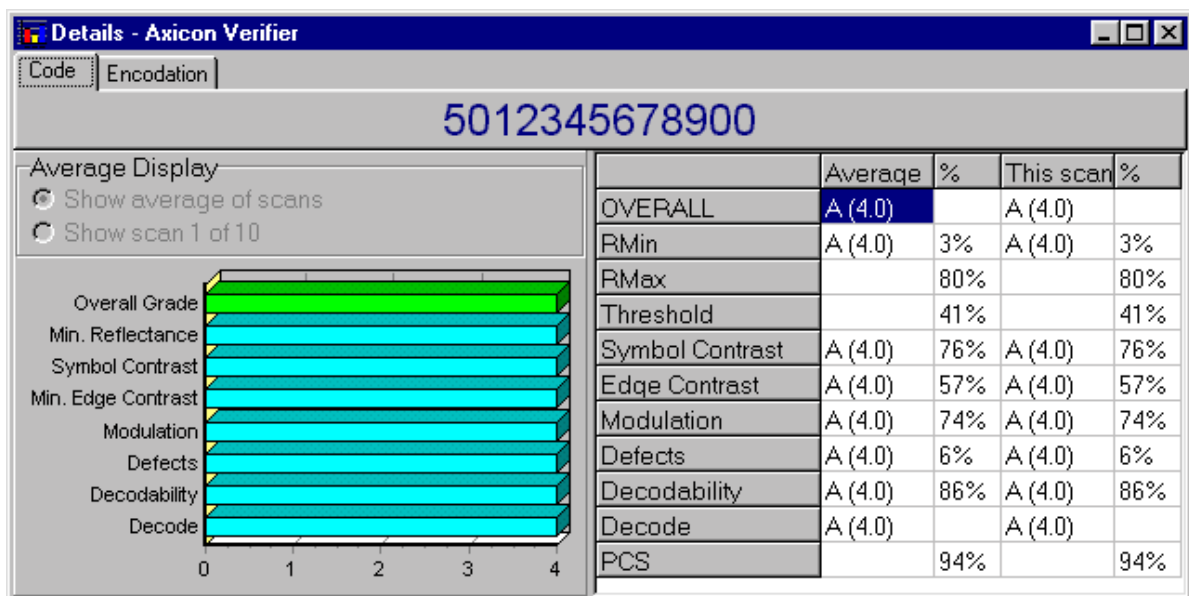 Details - Axicon Verifier
Code Encodation
5012345678900
Average Display
Show average of scans
Show scan 1 of 10
Overall Grade
Min. Reflectance
Symbol Contrast
Min. Edge Contrast
Modulation
Defects
Decodability
Decode
0 1 2 3 4
Average % This scan %
OVERALL A (4.0) A (4.0)
RMin A (4.0) 3% A (4.0) 3%
RMax 80% 80%
Threshold 41% 41%
Symbol Contrast A (4.0) 76% A (4.0) 76%
Edge Contrast A (4.0) 57% A (4.0) 57%
Modulation A (4.0) 74% A (4.0) 74%
Defects A (4.0) 6% A (4.0) 6%
Decodability A (4.0) 86% A (4.0) 86%
Decode A (4.0) A (4.0)
PCS 94% 94%